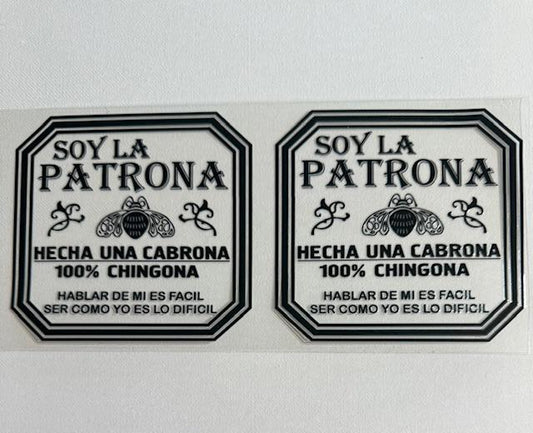 SOY LA
PATRONA
HECHA UNA CABRONA
100% CHINGONA
HABLAR DE MI ES FACIL
SER COMO YO ES LO DIFICIL
SOY LA
PATRONA
HECHA UNA CABRONA
100% CHINGONA
HABLAR DE MI ES FACIL
SER COMO YO ES LO DIFICIL